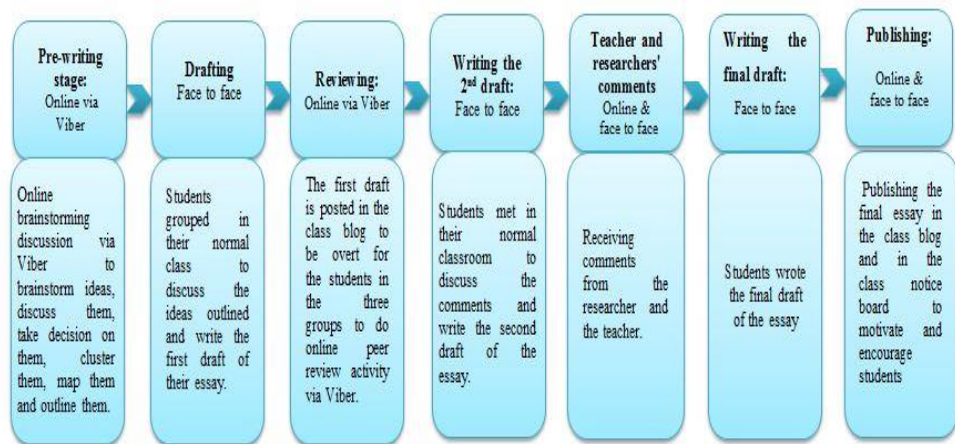 Pre-writing
stage:
Online via
Viber
Drafting
Face to face
Reviewing:
Online via Viber
Writing the
2nd draft:
Face to face
Teacher and
researchers'
comments
Online &
face to face
Writing the
final draft:
Face to face
Publishing:
Online &
face to face
Online
brainstorming
discussion via
Viber to
brainstorm ideas,
discuss them,
take decision on
them, cluster
them, map them
and outline them.
Students
grouped in
their normal
class to
discuss the
ideas outlined
and write the
first draft of
their essay.
The first draft
is posted in the
class blog to
be overt for
the students in
the three
groups to do
online peer
review activity
via Viber.
Students met in
their normal
classroom to
discuss the
comments and
write the second
draft of the
essay.
Receiving
comments
from the
researcher and
the teacher.
Students wrote
the final draft
of the essay
Publishing the
final essay in
the class blog
and in the
class notice
board to
motivate and
encourage
students